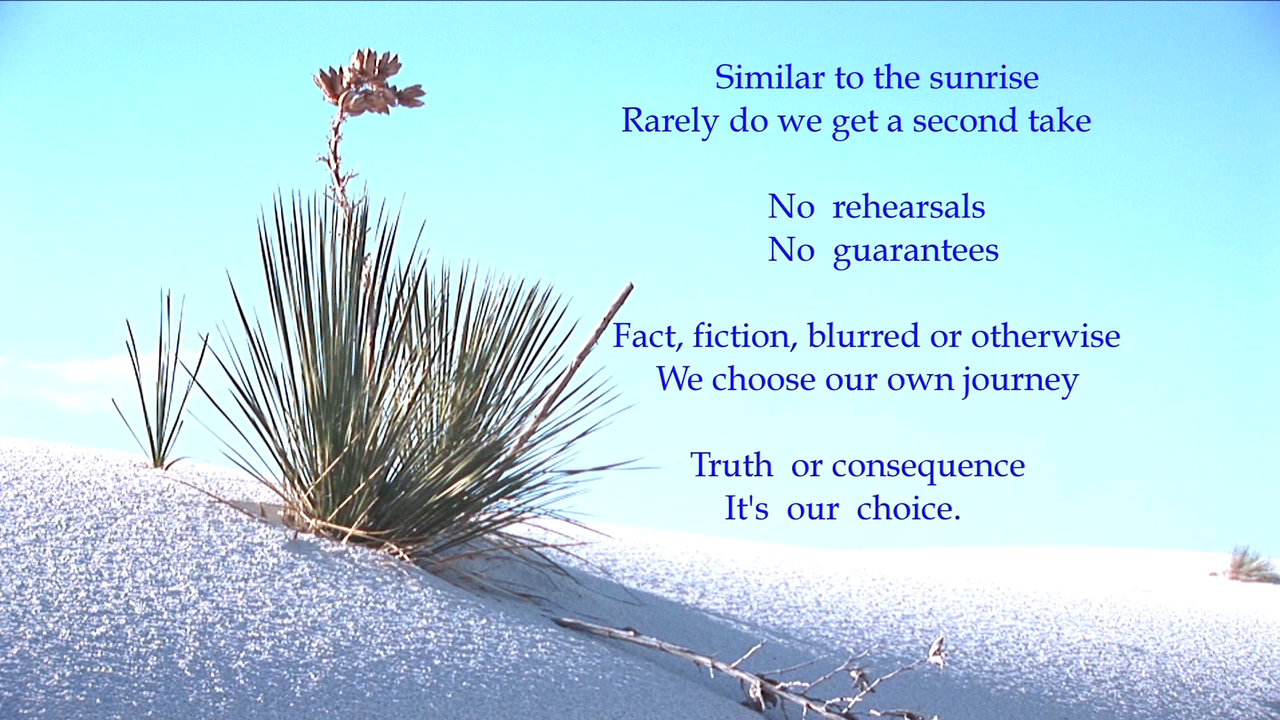 Similar to the sunrise
Rarely do we get a second take
No rehearsals
No guarantees
Fact, fiction, blurred or otherwise
We choose our own journey
Truth or consequence
It's our choice.